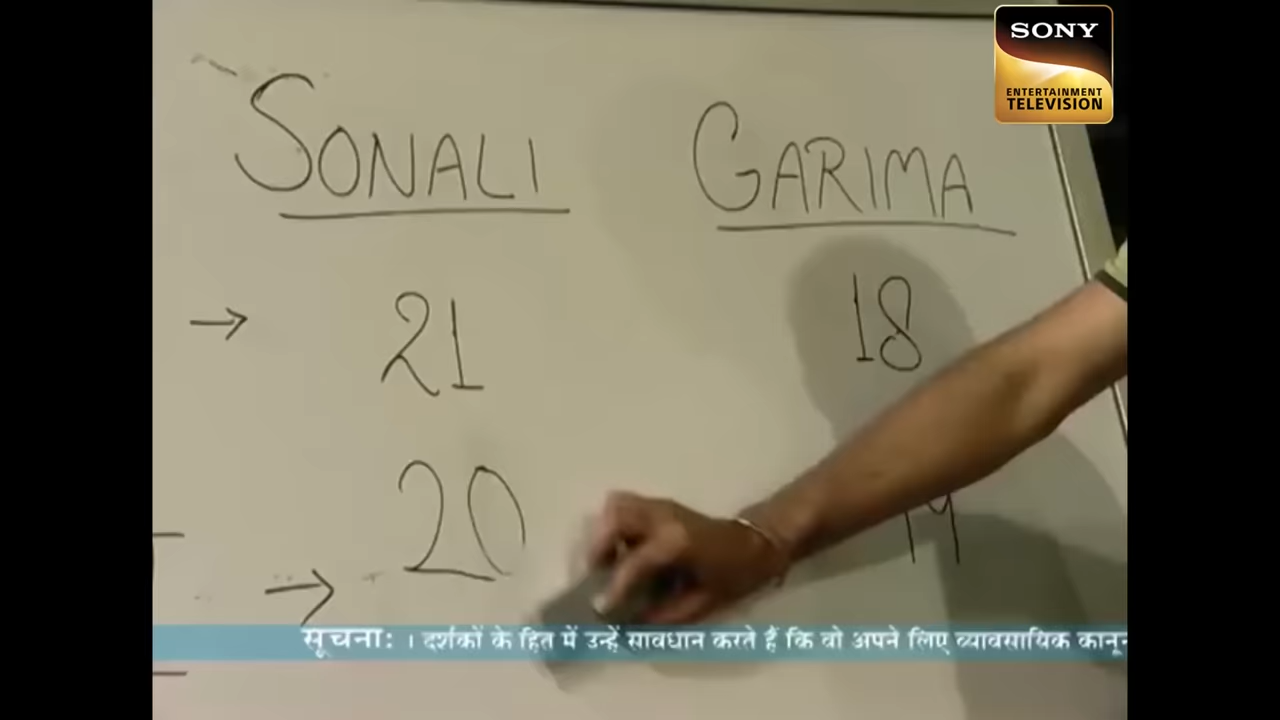 SONY
ENTERTAINMENT
TELEVISION
SONALI GARIMA
→ 21 18
20
→
सूचनाः । दर्शकों के हित में उन्हें सावधान करते हैं कि वो अपने लिए व्यावसायिक